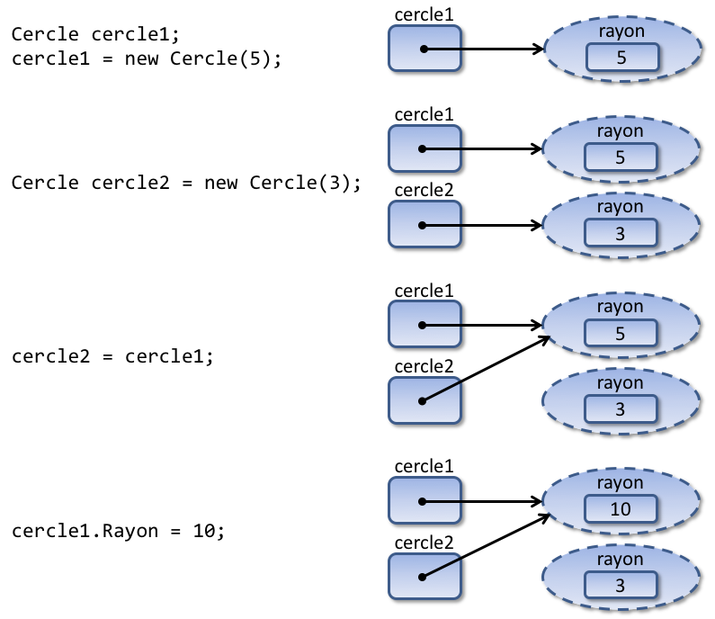 Cercle cercle1;
cercle1 = new Cercle(5);
cercle1
rayon
5
Cercle cercle2 = new Cercle(3);
cercle1
rayon
5
cercle2
rayon
3
cercle2 = cercle1;
cercle1
rayon
5
cercle2
rayon
3
cercle1.Rayon = 10;
cercle1
rayon
10
cercle2
rayon
3